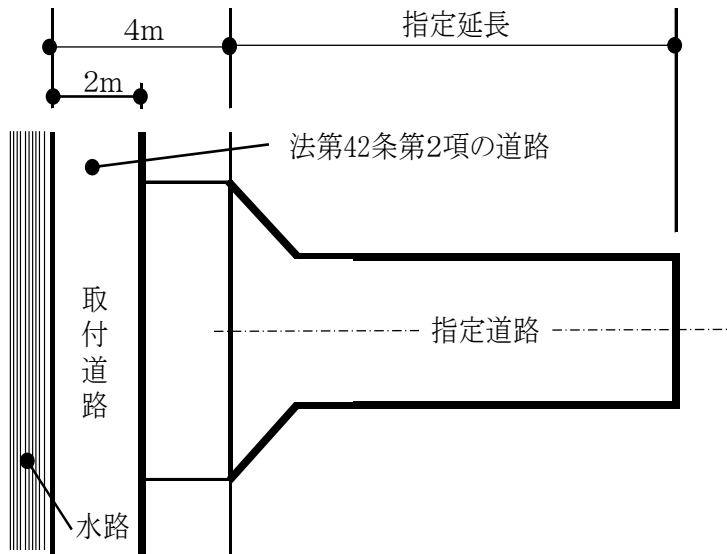 4m
指定延長
2m
法第42条第2項の道路
取付道路
指定道路
水路